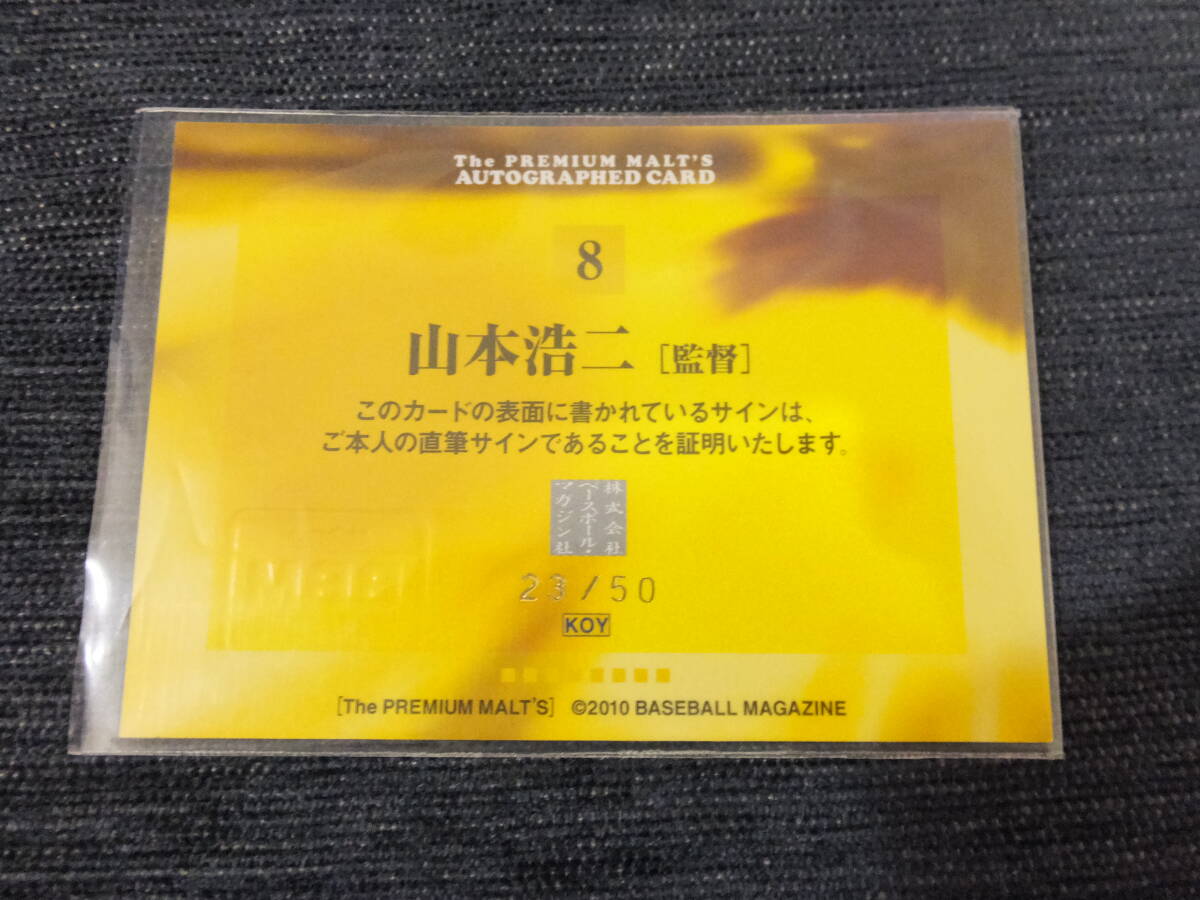 The PREMIUM MALT'S
AUTOGRAPHED CARD
8
山本浩二 [監督]
このカードの表面に書かれているサインは、
ご本人の直筆サインであることを証明いたします。
株式会社
ベースボール・
マガジン社
23/50
KOY
[The PREMIUM MALT'S] ©2010 BASEBALL MAGAZINE